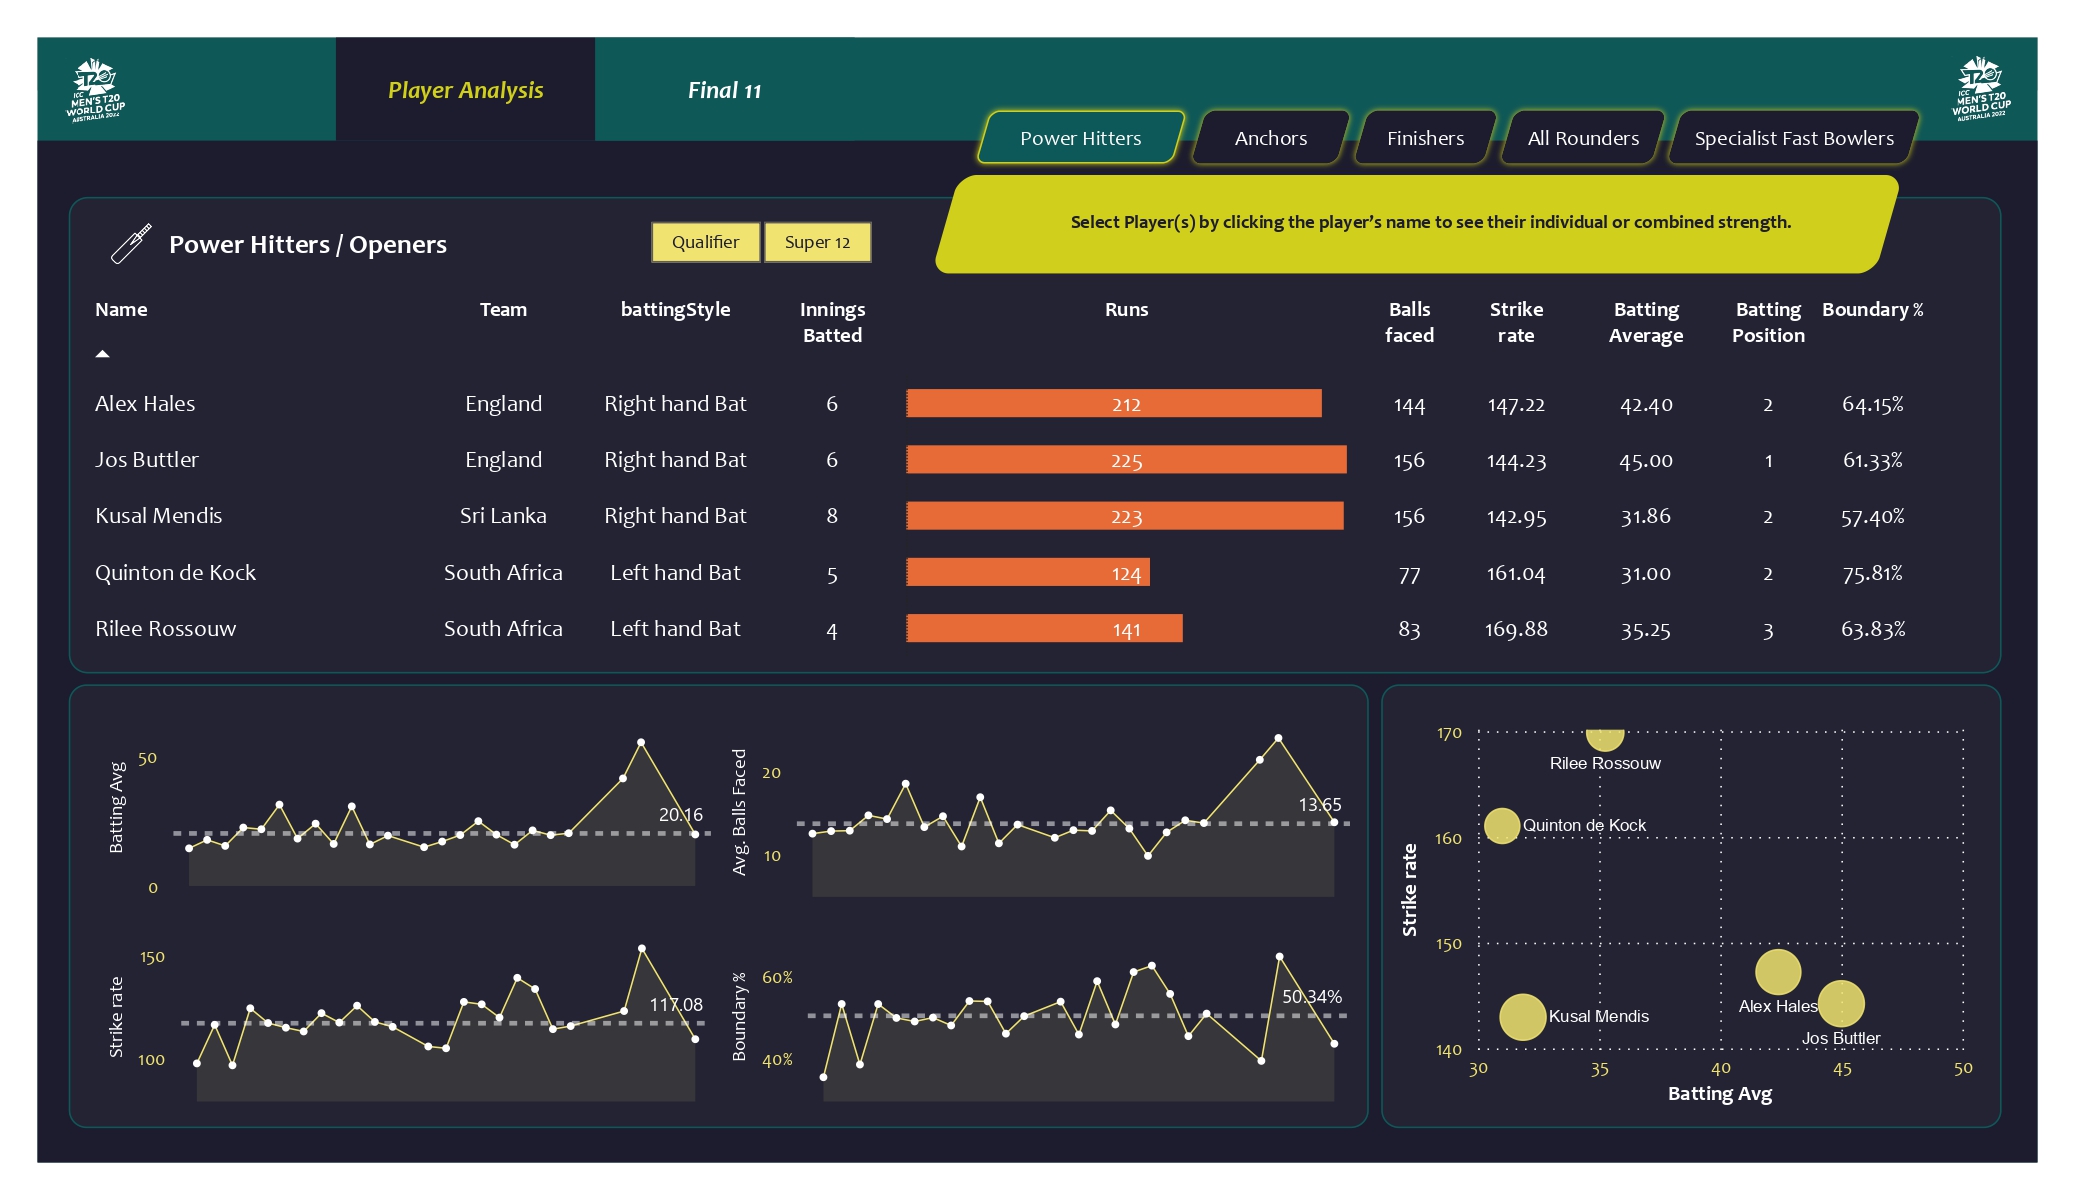 T20
ICC
MEN'S T20
WORLD CUP
AUSTRALIA 2022
Player Analysis
Final 11
T20
ICC
MEN'S T20
WORLD CUP
AUSTRALIA 2022
Power Hitters
Anchors
Finishers
All Rounders
Specialist Fast Bowlers
Select Player(s) by clicking the player's name to see their individual or combined strength.
Power Hitters / Openers
Qualifier
Super 12
Name Team battingStyle Innings Batted Runs Balls faced Strike rate Batting Average Batting Position Boundary %
Alex Hales England Right hand Bat 6 212 144 147.22 42.40 2 64.15%
Jos Buttler England Right hand Bat 6 225 156 144.23 45.00 1 61.33%
Kusal Mendis Sri Lanka Right hand Bat 8 223 156 142.95 31.86 2 57.40%
Quinton de Kock South Africa Left hand Bat 5 124 77 161.04 31.00 2 75.81%
Rilee Rossouw South Africa Left hand Bat 4 141 83 169.88 35.25 3 63.83%
Batting Avg
50
0
20.16
Avg. Balls Faced
20
10
13.65
Strike rate
150
100
117.08
Boundary %
60%
40%
50.34%
Strike rate
170
160
150
140
Rilee Rossouw
Quinton de Kock
Alex Hales
Kusal Mendis
Jos Buttler
30 35 40 45 50
Batting Avg